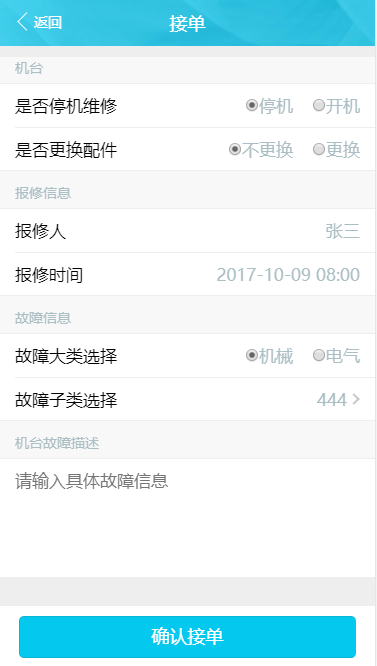 返回 接单
机台
是否停机维修 停机 开机
是否更换配件 不更换 更换
报修信息
报修人 张三
报修时间 2017-10-09 08:00
故障信息
故障大类选择 机械 电气
故障子类选择 444
机台故障描述
请输入具体故障信息
确认接单